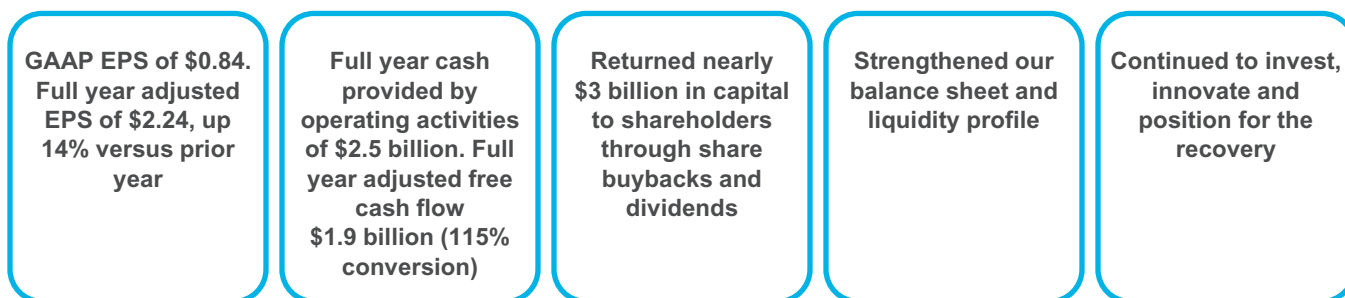 GAAP EPS of $0.84.
Full year adjusted
EPS of $2.24, up
14% versus prior
year
Full year cash
provided by
operating activities
of $2.5 billion. Full
year adjusted free
cash flow
$1.9 billion (115%
conversion)
Returned nearly
$3 billion in capital
to shareholders
through share
buybacks and
dividends
Strengthened our
balance sheet and
liquidity profile
Continued to invest,
innovate and
position for the
recovery